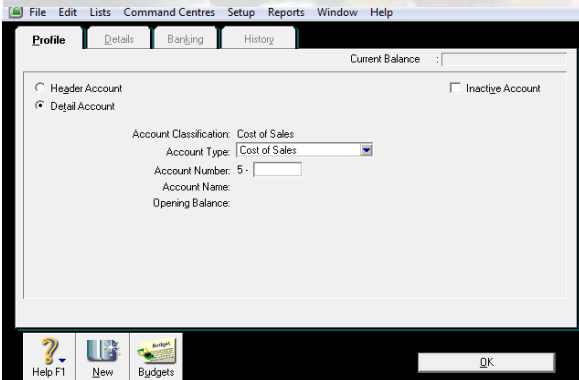 File Edit Lists Command Centres Setup Reports Window Help
Profile Details Banking History
Current Balance :
Header Account Inactive Account
Detail Account
Account Classification: Cost of Sales
Account Type: Cost of Sales
Account Number: 5 -
Account Name:
Opening Balance:
Budget
Help F1 New Budgets OK